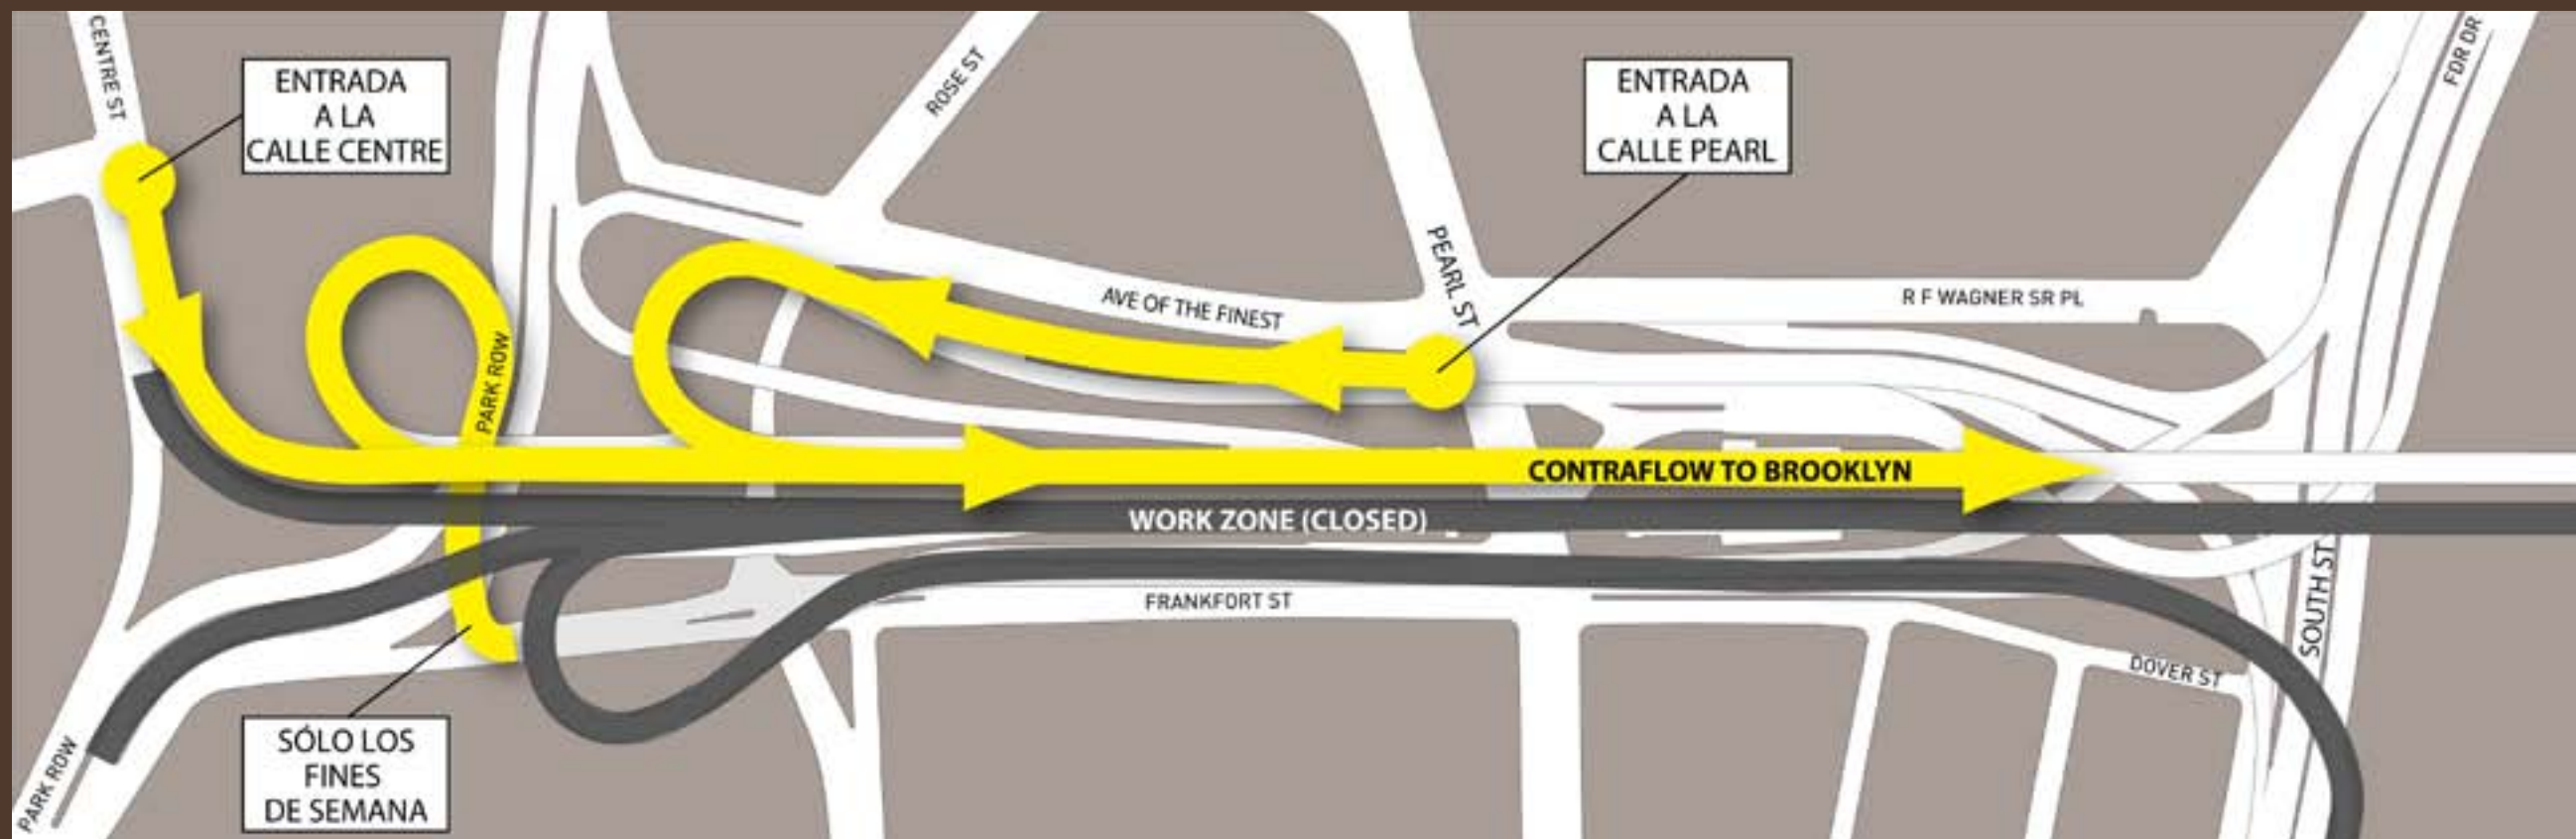 CENTRE ST
ENTRADA
A LA
CALLE CENTRE
ROSE ST
ENTRADA
A LA
CALLE PEARL
FDR DR
PEARL ST
AVE OF THE FINEST
R F WAGNER SR PL
PARK ROW
CONTRAFLOW TO BROOKLYN
WORK ZONE (CLOSED)
FRANKFORT ST
SOUTH ST
DOVER ST
SÓLO LOS
FINES
DE SEMANA
PARK ROW